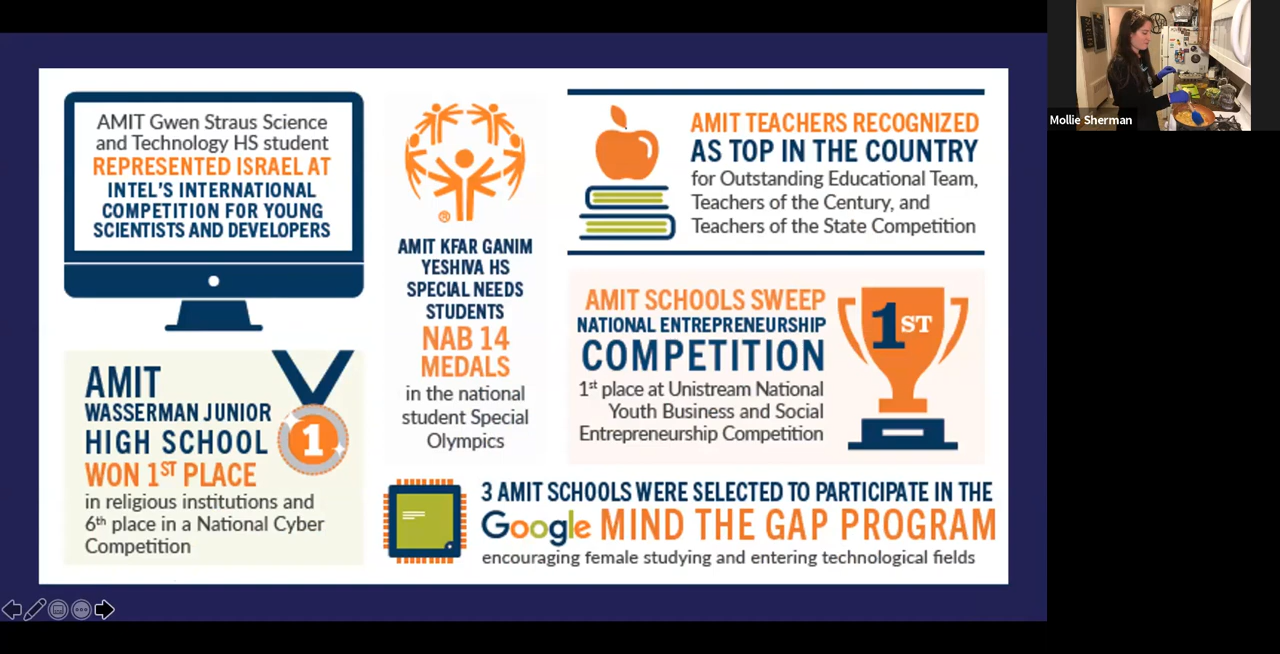 AMIT Gwen Straus Science
and Technology HS student
REPRESENTED ISRAEL AT
INTEL'S INTERNATIONAL
COMPETITION FOR YOUNG
SCIENTISTS AND DEVELOPERS
AMIT
WASSERMAN JUNIOR
HIGH SCHOOL
WON 1ST PLACE
in religious institutions and
6th place in a National Cyber
Competition
1
®
AMIT KFAR GANIM
YESHIVA HS
SPECIAL NEEDS
STUDENTS
NAB 14
MEDALS
in the national
student Special
Olympics
AMIT TEACHERS RECOGNIZED
AS TOP IN THE COUNTRY
for Outstanding Educational Team,
Teachers of the Century, and
Teachers of the State Competition
AMIT SCHOOLS SWEEP
NATIONAL ENTREPRENEURSHIP
COMPETITION
1st place at Unistream National
Youth Business and Social
Entrepreneurship Competition
1ST
3 AMIT SCHOOLS WERE SELECTED TO PARTICIPATE IN THE
Google MIND THE GAP PROGRAM
encouraging female studying and entering technological fields
Mollie Sherman